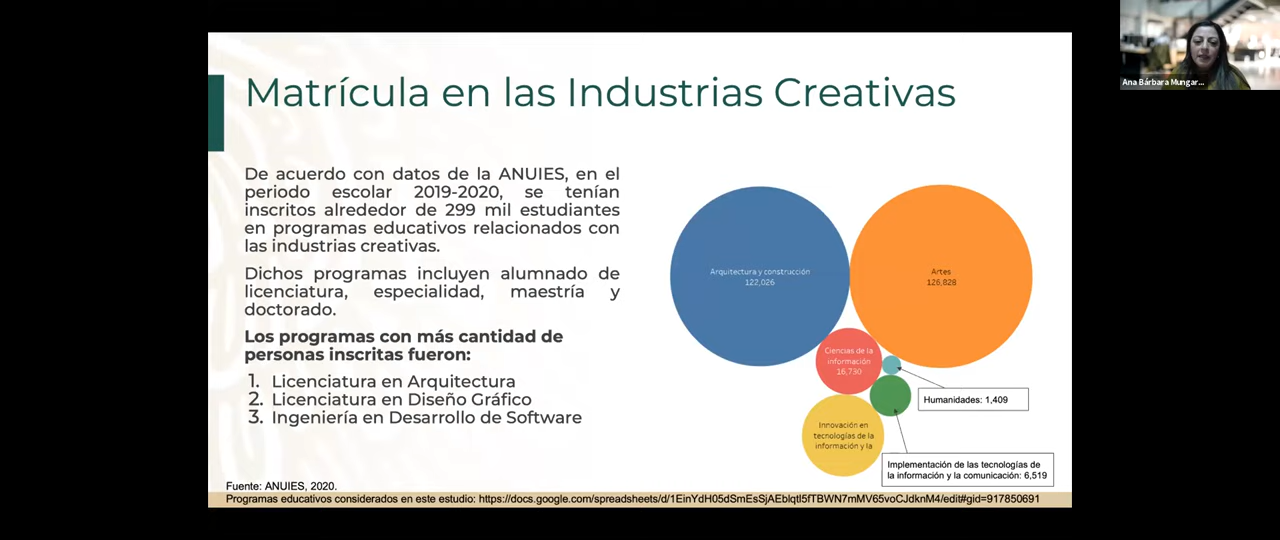 Ana Bárbara Mungar...
Matrícula en las Industrias Creativas
De acuerdo con datos de la ANUIES, en el
periodo escolar 2019-2020, se tenían
inscritos alrededor de 299 mil estudiantes
en programas educativos relacionados con
las industrias creativas.
Dichos programas incluyen alumnado de
licenciatura, especialidad, maestría y
doctorado.
Los programas con más cantidad de
personas inscritas fueron:
1. Licenciatura en Arquitectura
2. Licenciatura en Diseño Gráfico
3. Ingeniería en Desarrollo de Software
Arquitectura y construcción
122,026
Artes
126,828
Ciencias de la
información
16,730
Humanidades: 1,409
Innovación en
tecnologías de la
información y la
Implementación de las tecnologías de
la información y la comunicación: 6,519
Fuente: ANUIES, 2020.
Programas educativos considerados en este estudio: https://docs.google.com/spreadsheets/d/1EinYdH05dSmEsSjAEblqtl5fTBWN7mMV65voCJdknM4/edit#gid=917850691